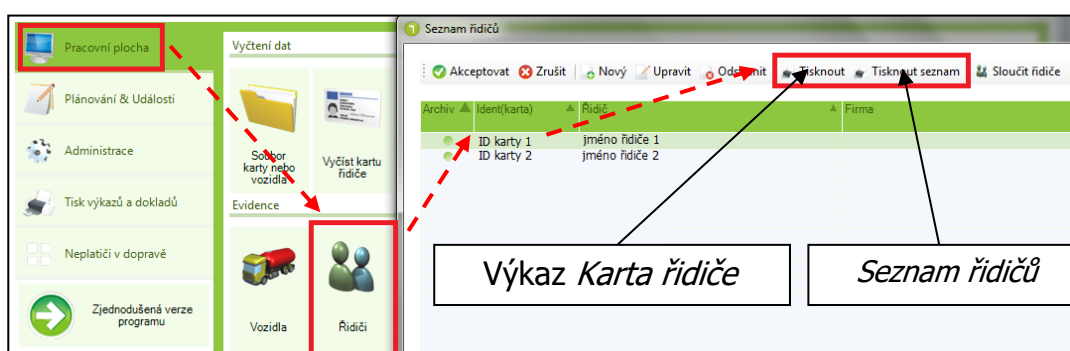 Pracovní plocha
Plánování & Události
Administrace
Tisk výkazů a dokladů
Neplatiči v dopravě
Zjednodušená verze
programu
Vyčtení dat
Soubor
karty nebo
vozidla
Vyčíst kartu
řidiče
Evidence
Vozidla
Řidiči
Seznam řidičů
Akceptovat Zrušit Nový Upravit Odstranit Tisknout Tisknout seznam Sloučit řidiče
Archiv Ident(karta) Řidič Firma
ID karty 1 jméno řidiče 1
ID karty 2 jméno řidiče 2
Výkaz Karta řidiče
Seznam řidičů